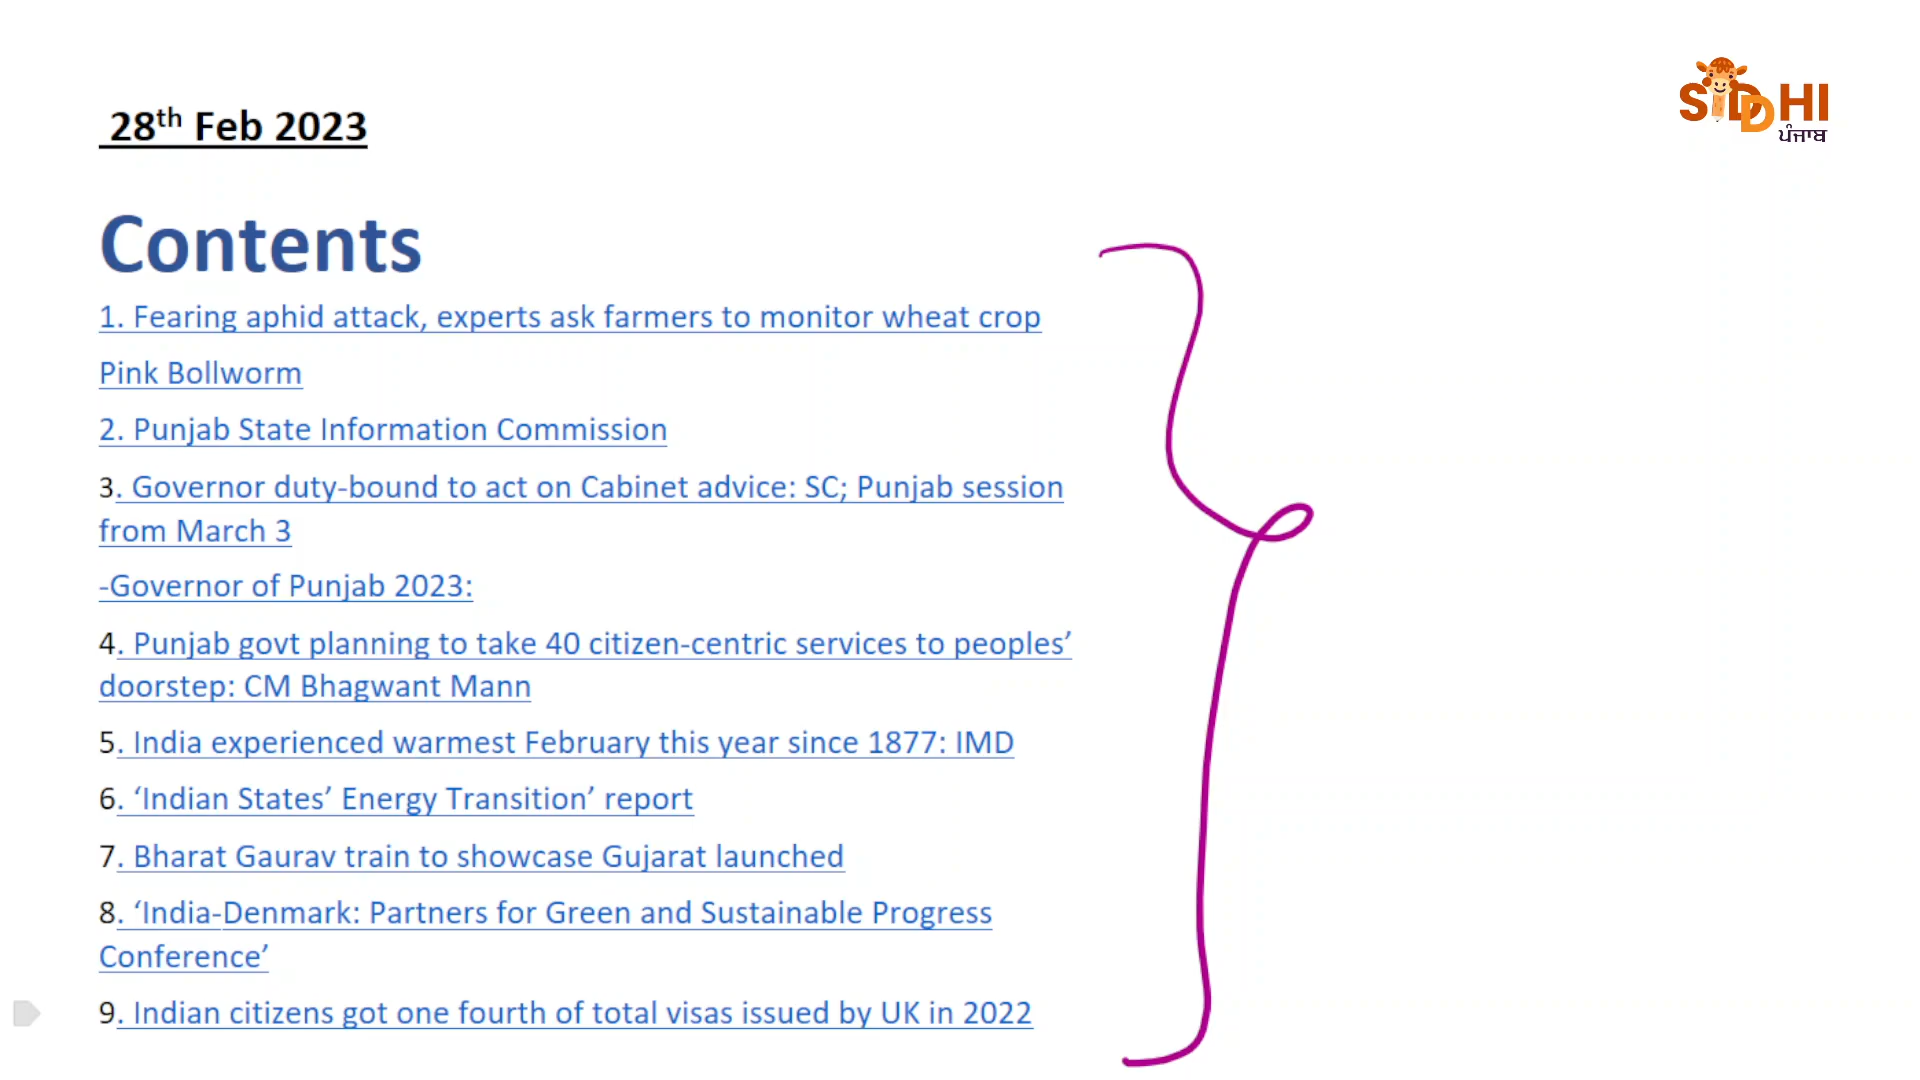 28th Feb 2023
SIDDHI
ਪੰਜਾਬ
Contents
1. Fearing aphid attack, experts ask farmers to monitor wheat crop
Pink Bollworm
2. Punjab State Information Commission
3. Governor duty-bound to act on Cabinet advice: SC; Punjab session
from March 3
-Governor of Punjab 2023:
4. Punjab govt planning to take 40 citizen-centric services to peoples’
doorstep: CM Bhagwant Mann
5. India experienced warmest February this year since 1877: IMD
6. ‘Indian States’ Energy Transition’ report
7. Bharat Gaurav train to showcase Gujarat launched
8. ‘India-Denmark: Partners for Green and Sustainable Progress
Conference’
9. Indian citizens got one fourth of total visas issued by UK in 2022